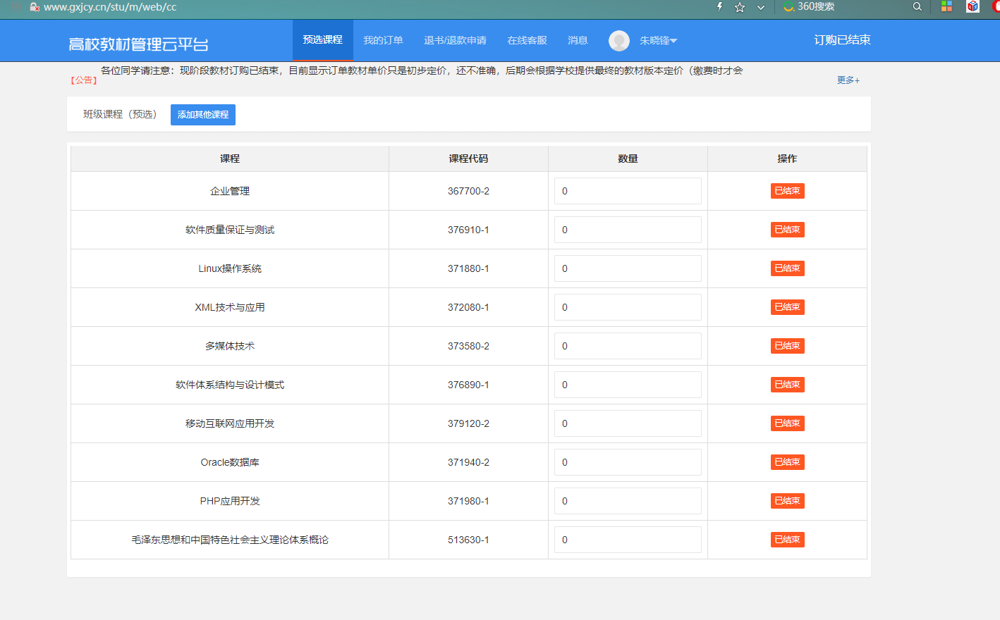 www.gxjcy.cn/stu/m/web/cc
360搜索
高校教材管理云平台
预选课程
我的订单
退书/退款申请
在线客服
消息
朱晓锋
订购已结束
【公告】
各位同学请注意：现阶段教材订购已结束，目前显示订单教材单价只是初步定价，还不准确，后期会根据学校提供最终的教材版本定价（缴费时才会
更多+
班级课程（预选） 添加其他课程
课程 课程代码 数量 操作
企业管理 367700-2 0 已结束
软件质量保证与测试 376910-1 0 已结束
Linux操作系统 371880-1 0 已结束
XML技术与应用 372080-1 0 已结束
多媒体技术 373580-2 0 已结束
软件体系结构与设计模式 376890-1 0 已结束
移动互联网应用开发 379120-2 0 已结束
Oracle数据库 371940-2 0 已结束
PHP应用开发 371980-1 0 已结束
毛泽东思想和中国特色社会主义理论体系概论 513630-1 0 已结束